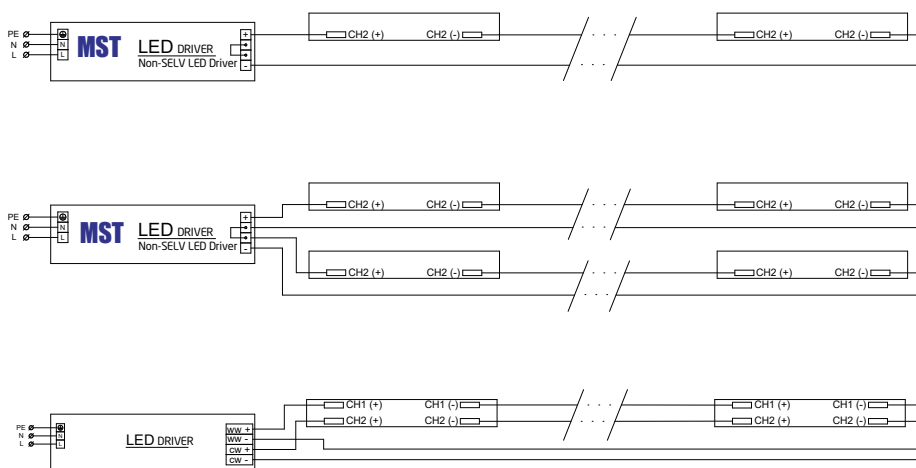 PE + CH2 (+) CH2 (-) CH2 (+) CH2 (-)
N N MST LED DRIVER . . . . . .
L L Non-SELV LED Driver -
+ CH2 (+) CH2 (-) . . . . . . CH2 (+) CH2 (-)
PE
N N MST LED DRIVER
L L Non-SELV LED Driver -
CH2 (+) CH2 (-) . . . . . . CH2 (+) CH2 (-)
CH1 (+) CH1 (-) . . . . . . CH1 (+) CH1 (-)
CH2 (+) CH2 (-) . . . . . . CH2 (+) CH2 (-)
PE WW +
N N LED DRIVER WW -
L L CW +
CW -